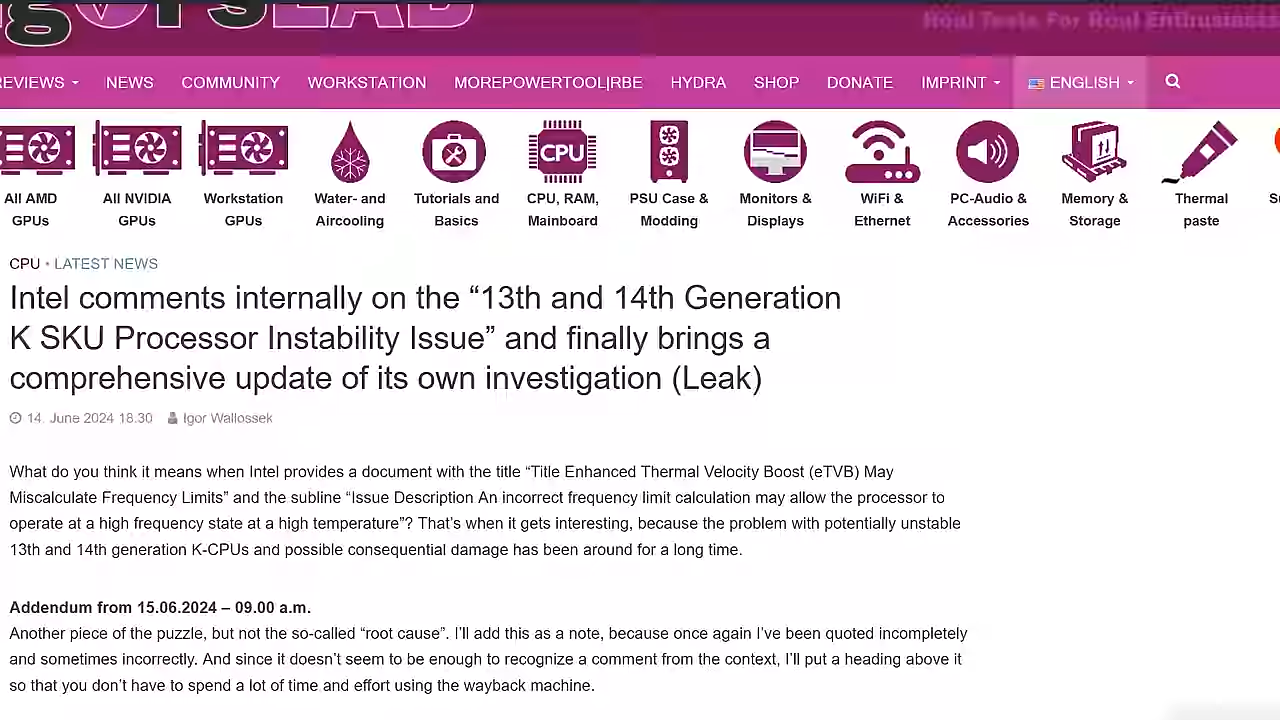 Real Tests For Real Enthusiasts
REVIEWS NEWS COMMUNITY WORKSTATION MOREPOWERTOOL|RBE HYDRA SHOP DONATE IMPRINT ENGLISH
All AMD GPUs
All NVIDIA GPUs
Workstation GPUs
Water- and Aircooling
Tutorials and Basics
CPU
CPU, RAM, Mainboard
PSU Case & Modding
Monitors & Displays
WiFi & Ethernet
PC-Audio & Accessories
Memory & Storage
Thermal paste
CPU • LATEST NEWS
Intel comments internally on the “13th and 14th Generation
K SKU Processor Instability Issue” and finally brings a
comprehensive update of its own investigation (Leak)
14. June 2024 18.30 Igor Wallossek
What do you think it means when Intel provides a document with the title “Title Enhanced Thermal Velocity Boost (eTVB) May
Miscalculate Frequency Limits” and the subline “Issue Description An incorrect frequency limit calculation may allow the processor to
operate at a high frequency state at a high temperature”? That’s when it gets interesting, because the problem with potentially unstable
13th and 14th generation K-CPUs and possible consequential damage has been around for a long time.
Addendum from 15.06.2024 – 09.00 a.m.
Another piece of the puzzle, but not the so-called “root cause”. I’ll add this as a note, because once again I’ve been quoted incompletely
and sometimes incorrectly. And since it doesn’t seem to be enough to recognize a comment from the context, I’ll put a heading above it
so that you don’t have to spend a lot of time and effort using the wayback machine.